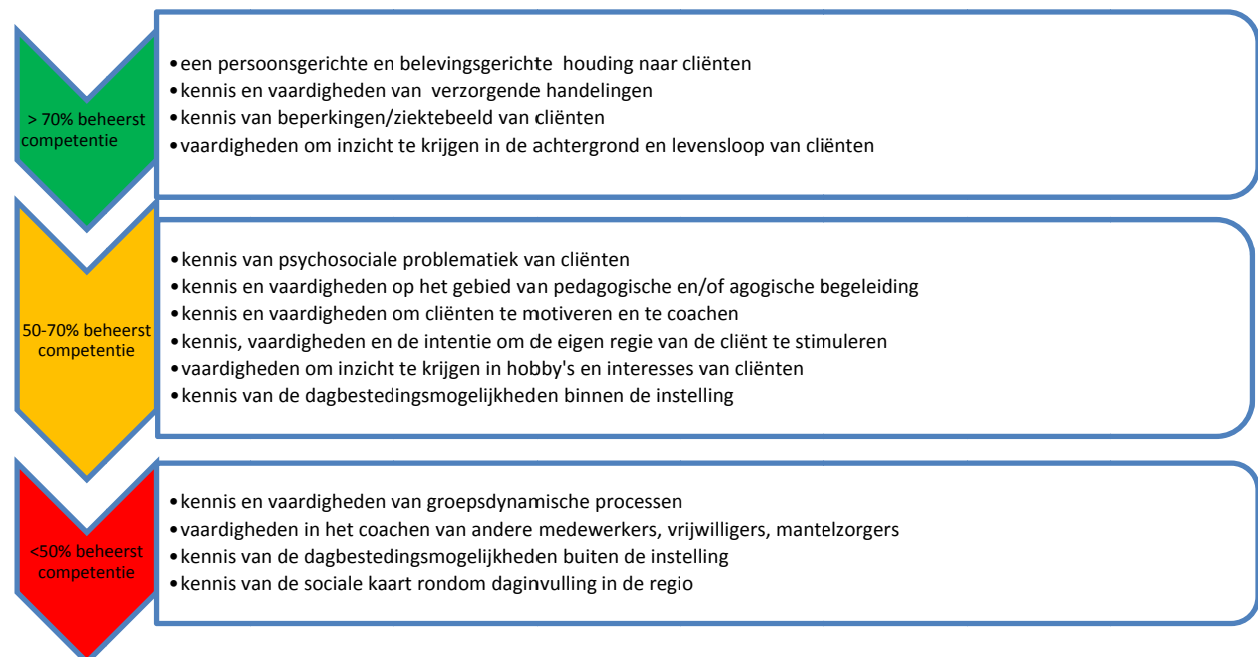 > 70% beheerst
competentie
•een persoonsgerichte en belevingsgerichte houding naar cliënten
•kennis en vaardigheden van verzorgende handelingen
•kennis van beperkingen/ziektebeeld van cliënten
•vaardigheden om inzicht te krijgen in de achtergrond en levensloop van cliënten
50-70% beheerst
competentie
•kennis van psychosociale problematiek van cliënten
•kennis en vaardigheden op het gebied van pedagogische en/of agogische begeleiding
•kennis en vaardigheden om cliënten te motiveren en te coachen
•kennis, vaardigheden en de intentie om de eigen regie van de cliënt te stimuleren
•vaardigheden om inzicht te krijgen in hobby's en interesses van cliënten
•kennis van de dagbestedingsmogelijkheden binnen de instelling
<50% beheerst
competentie
•kennis en vaardigheden van groepsdynamische processen
•vaardigheden in het coachen van andere medewerkers, vrijwilligers, mantelzorgers
•kennis van de dagbestedingsmogelijkheden buiten de instelling
•kennis van de sociale kaart rondom daginvulling in de regio